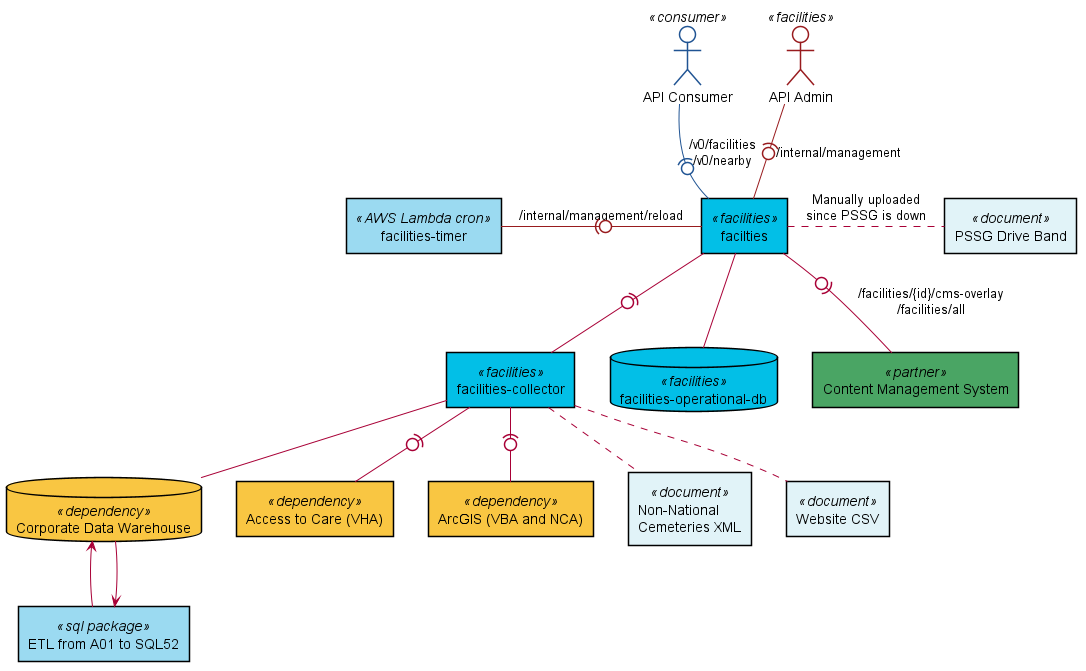 «consumer»
API Consumer
«facilities»
API Admin
/v0/facilities
/v0/nearby
/internal/management
«AWS Lambda cron»
facilities-timer
/internal/management/reload
«facilities»
facilties
Manually uploaded
since PSSG is down
«document»
PSSG Drive Band
/facilities/{id}/cms-overlay
/facilities/all
«facilities»
facilities-collector
«facilities»
facilities-operational-db
«partner»
Content Management System
«dependency»
Corporate Data Warehouse
«dependency»
Access to Care (VHA)
«dependency»
ArcGIS (VBA and NCA)
«document»
Non-National
Cemeteries XML
«document»
Website CSV
«sql package»
ETL from A01 to SQL52